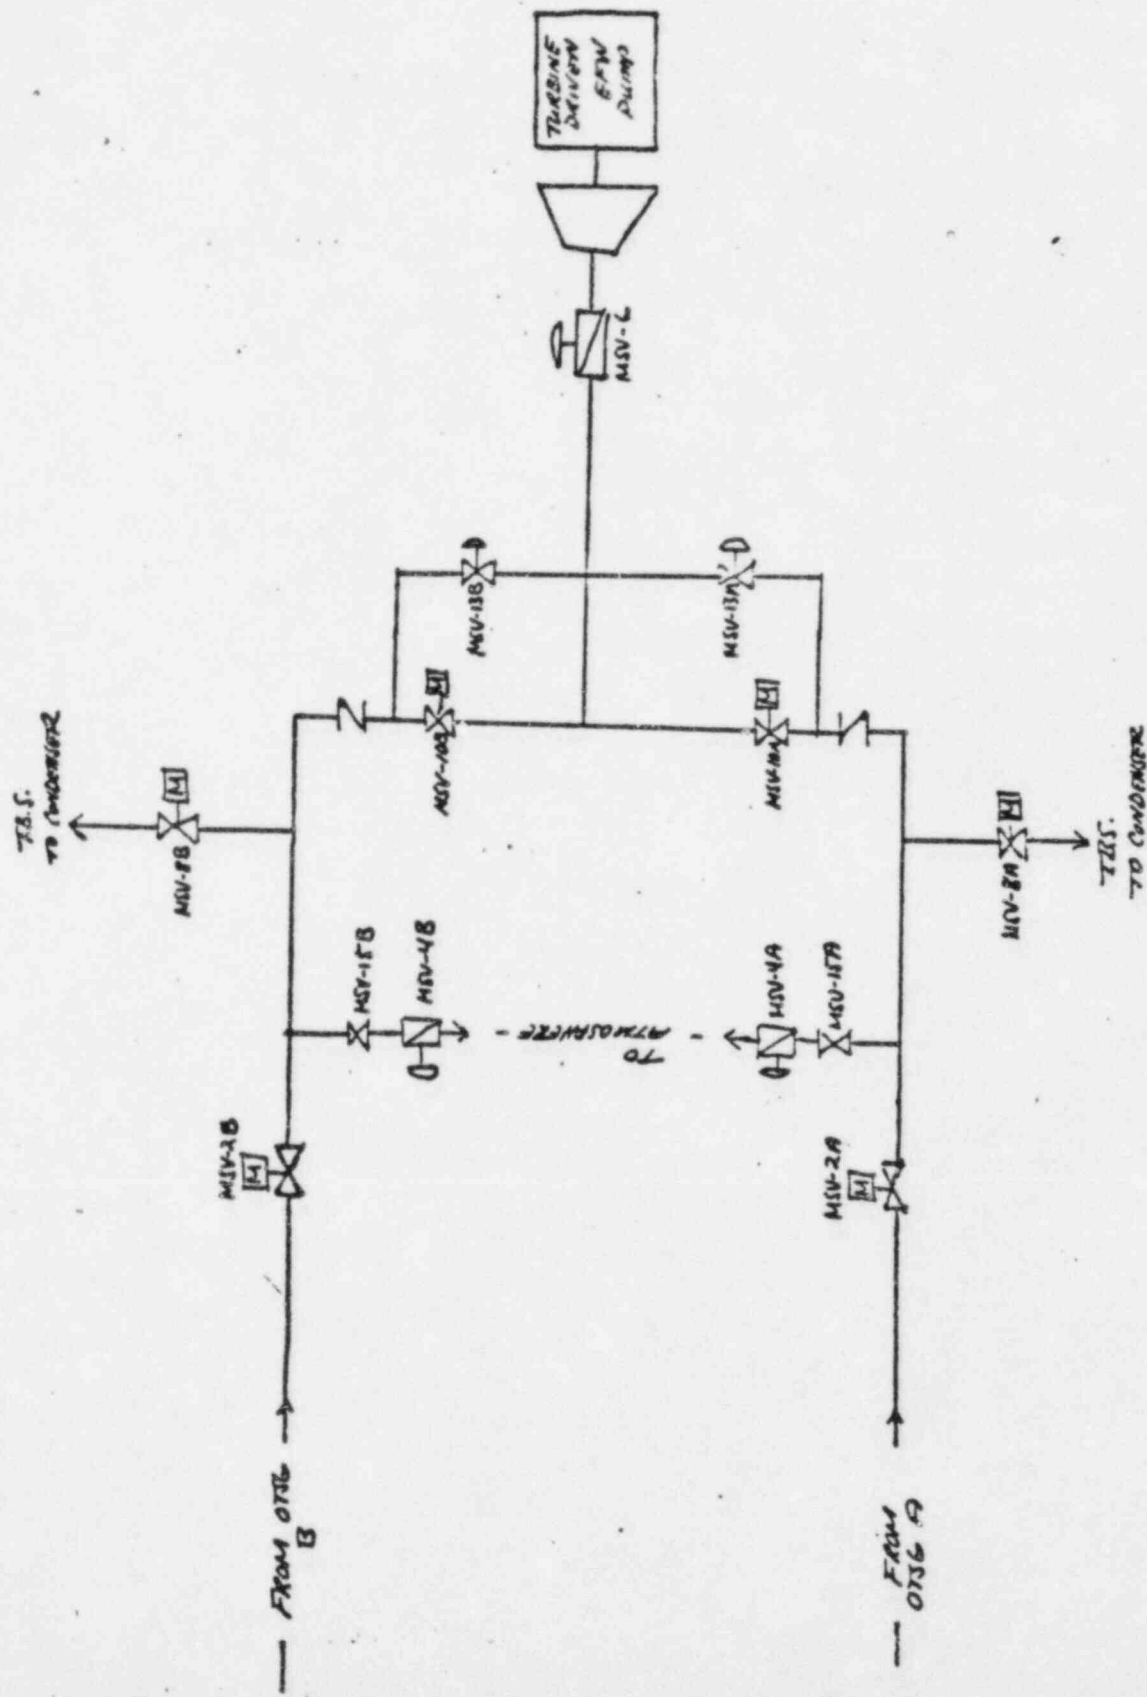 TURBINE
DRIVEN
EFW
PUMP
MSV-6
T.B.S.
TO CONDENSER
M
MSV-8B
MSV-13B
M
MSV-10B
MSV-13A
M
MSV-10A
MSV-15B
MSV-4B
TO
ATMOSPHERE
MSV-4A
MSV-15A
M
MSV-8A
T.B.S.
TO CONDENSER
MSV-2B
M
MSV-2A
M
FROM OTSG
B
FROM
OTSG A